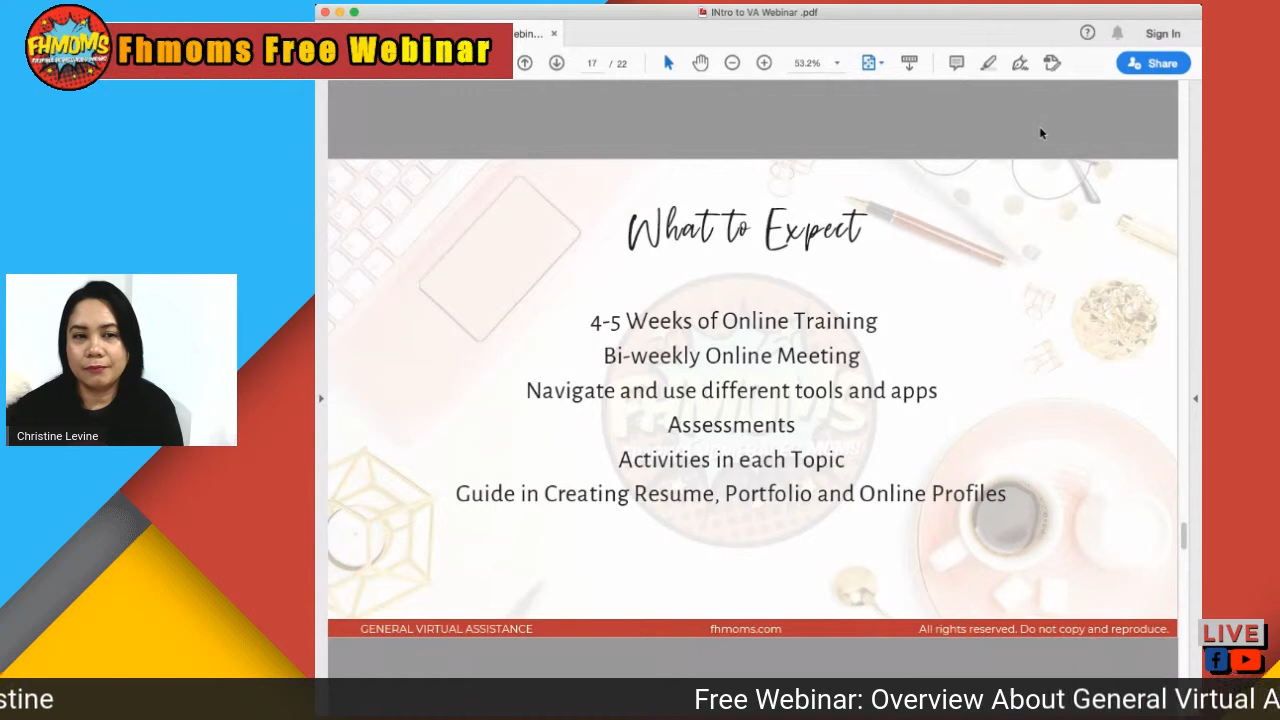 FHMOMS
Fhmoms Free Webinar
INtro to VA Webinar .pdf
ebin...
Sign In
17 / 22
53.2%
Share
What to Expect
4-5 Weeks of Online Training
Bi-weekly Online Meeting
Navigate and use different tools and apps
Assessments
Activities in each Topic
Guide in Creating Resume, Portfolio and Online Profiles
Christine Levine
GENERAL VIRTUAL ASSISTANCE
fhmoms.com
All rights reserved. Do not copy and reproduce.
LIVE
stine
Free Webinar: Overview About General Virtual A